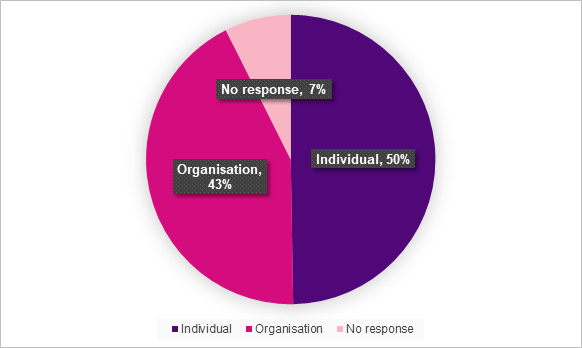 No response,  7%
Individual, 50%
Organisation,
43%
Individual Organisation No response